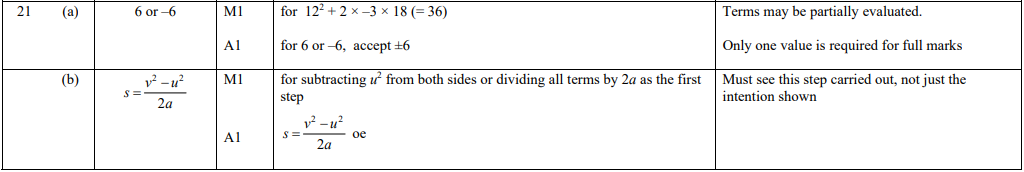 21 (a) 6 or –6 M1 for 12² + 2 × –3 × 18 (= 36) Terms may be partially evaluated.
A1 for 6 or –6, accept ±6 Only one value is required for full marks
(b) s = (v² – u²)/2a M1 for subtracting u² from both sides or dividing all terms by 2a as the first Must see this step carried out, not just the
step intention shown
A1 s = (v² – u²)/2a oe